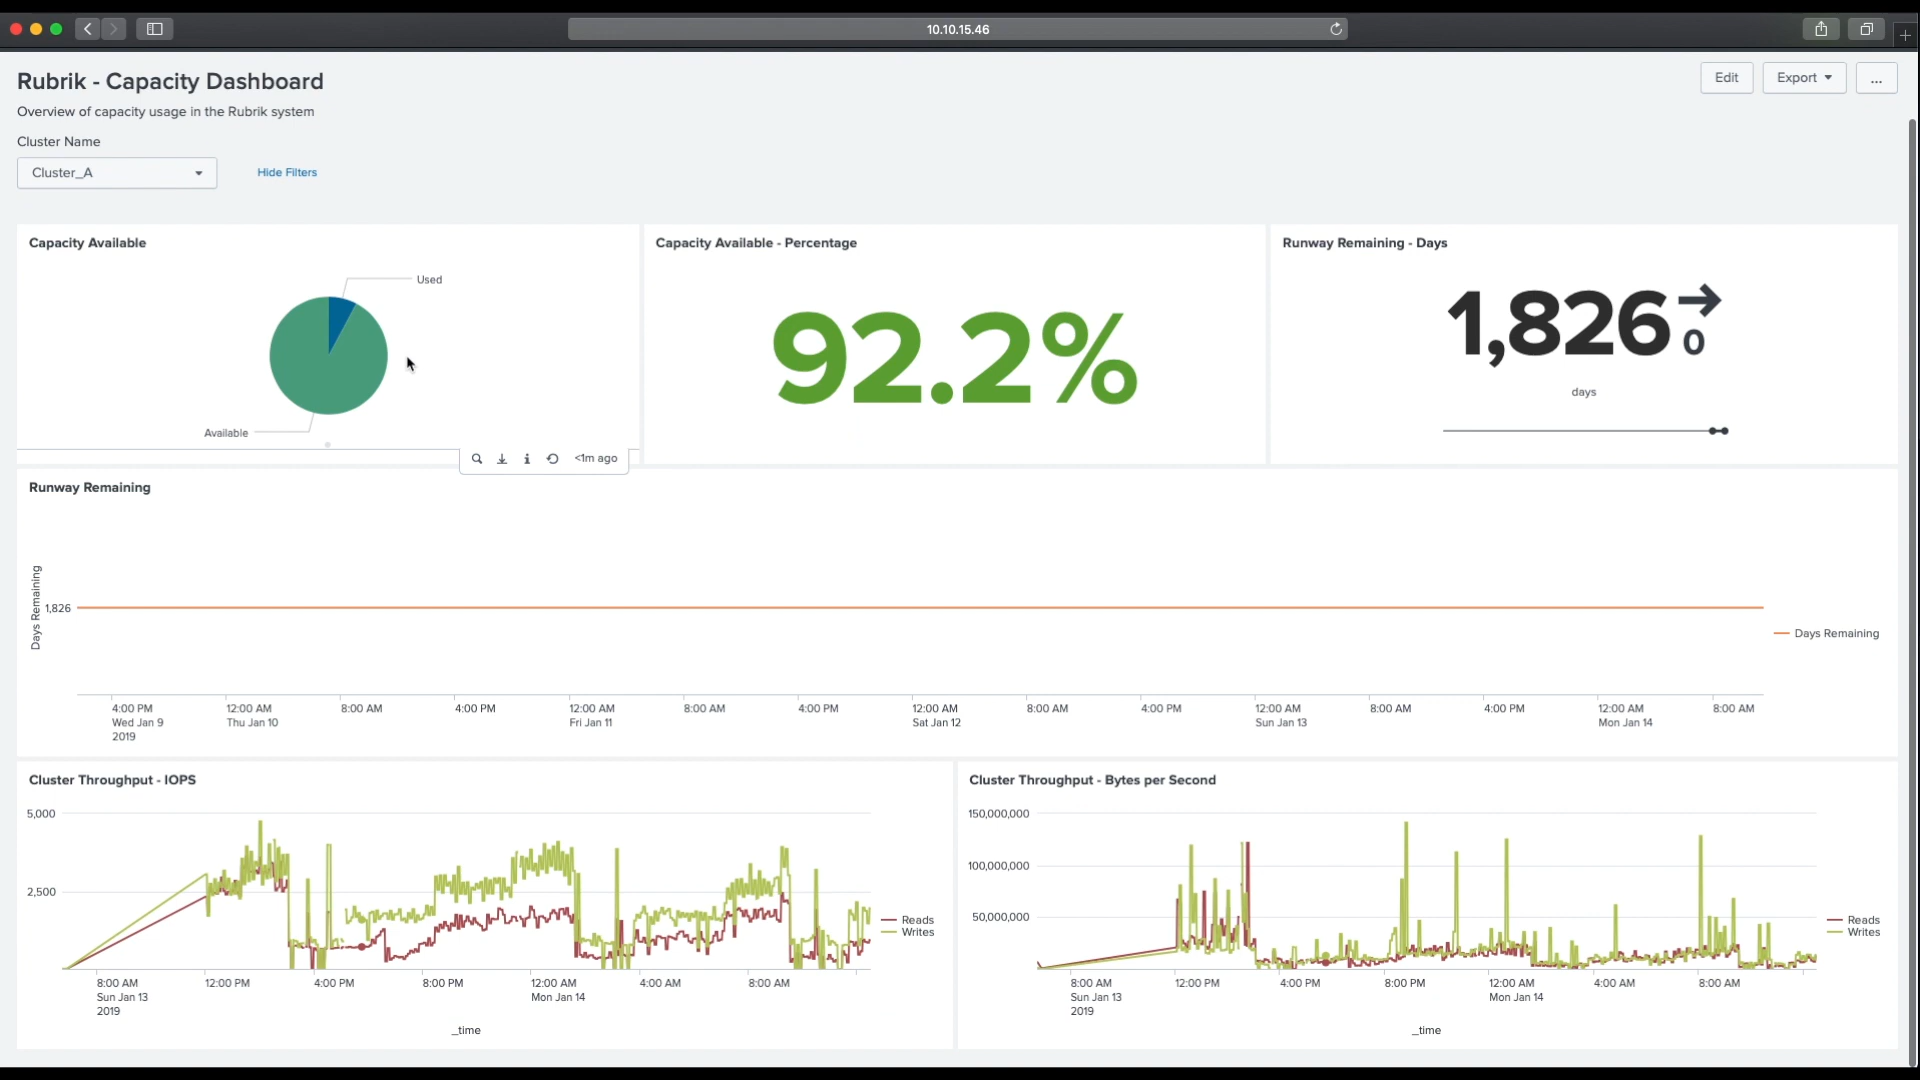 10.10.15.46
Rubrik - Capacity Dashboard
Edit
Export
...
Overview of capacity usage in the Rubrik system
Cluster Name
Cluster_A
Hide Filters
Capacity Available
Used
Available
<1m ago
Capacity Available - Percentage
92.2%
Runway Remaining - Days
1,826
0
days
Runway Remaining
Days Remaining
1,826
Days Remaining
4:00 PM 12:00 AM 8:00 AM 4:00 PM 12:00 AM 8:00 AM 4:00 PM 12:00 AM 8:00 AM 4:00 PM 12:00 AM 8:00 AM 4:00 PM 12:00 AM 8:00 AM
Wed Jan 9 Thu Jan 10 Fri Jan 11 Sat Jan 12 Sun Jan 13 Mon Jan 14
2019
Cluster Throughput - IOPS
5,000
2,500
Reads
Writes
8:00 AM 12:00 PM 4:00 PM 8:00 PM 12:00 AM 4:00 AM 8:00 AM
Sun Jan 13 Mon Jan 14
2019
_time
Cluster Throughput - Bytes per Second
150,000,000
100,000,000
50,000,000
Reads
Writes
8:00 AM 12:00 PM 4:00 PM 8:00 PM 12:00 AM 4:00 AM 8:00 AM
Sun Jan 13 Mon Jan 14
2019
_time